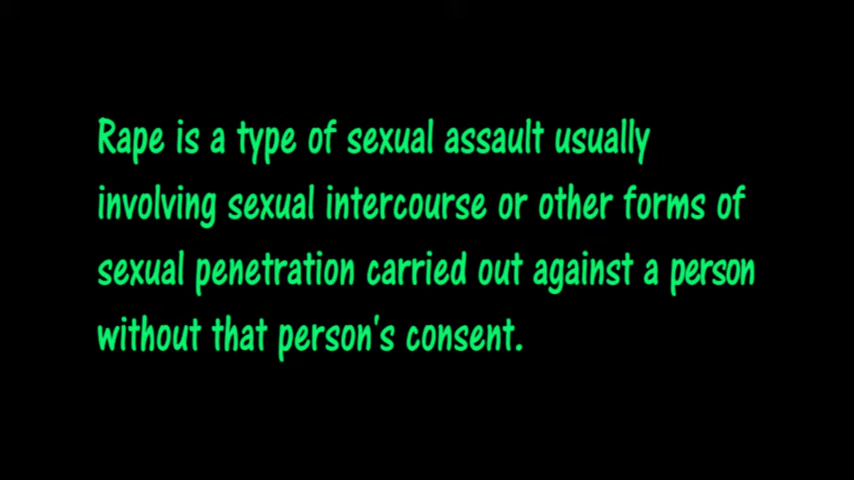 Rape is a type of sexual assault usually
involving sexual intercourse or other forms of
sexual penetration carried out against a person
without that person's consent.